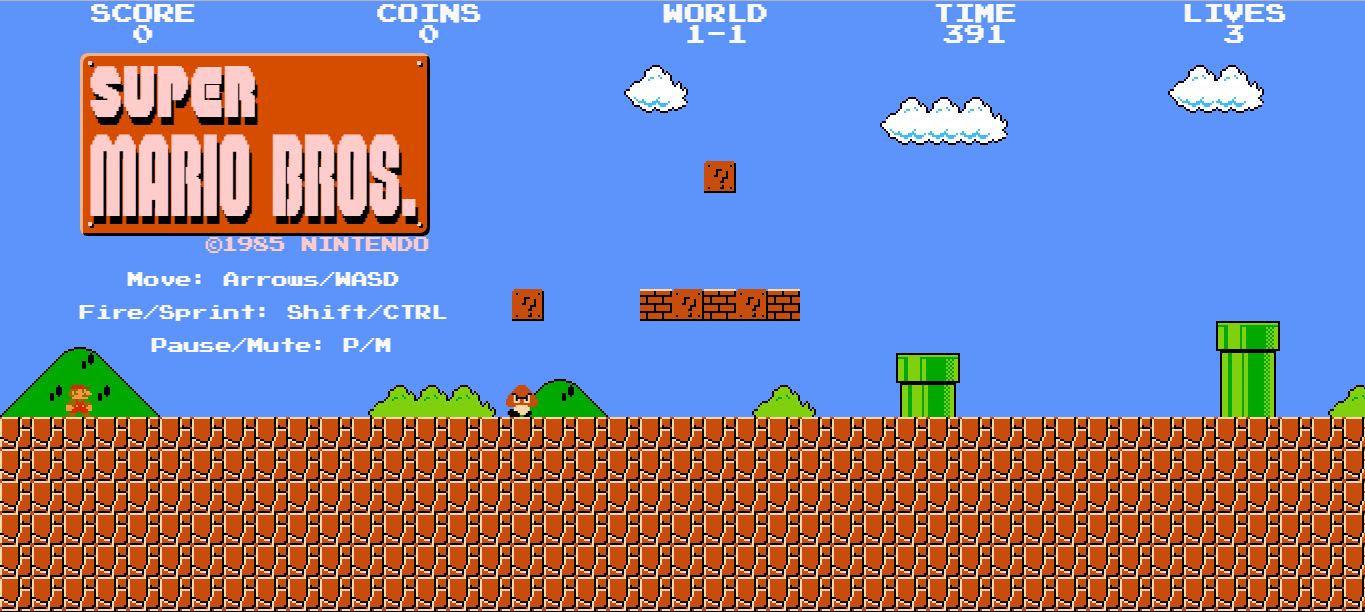 SCORE COINS WORLD TIME LIVES
0 0 1-1 391 3
SUPER
MARIO BROS.
©1985 NINTENDO
Move: Arrows/WASD
Fire/Sprint: Shift/CTRL
Pause/Mute: P/M
?
?
? ?